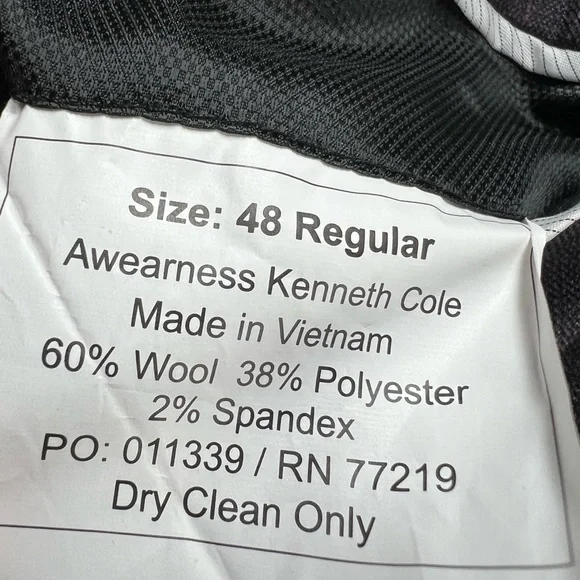 Size: 48 Regular
Awearness Kenneth Cole
Made in Vietnam
60% Wool 38% Polyester
2% Spandex
PO: 011339 / RN 77219
Dry Clean Only